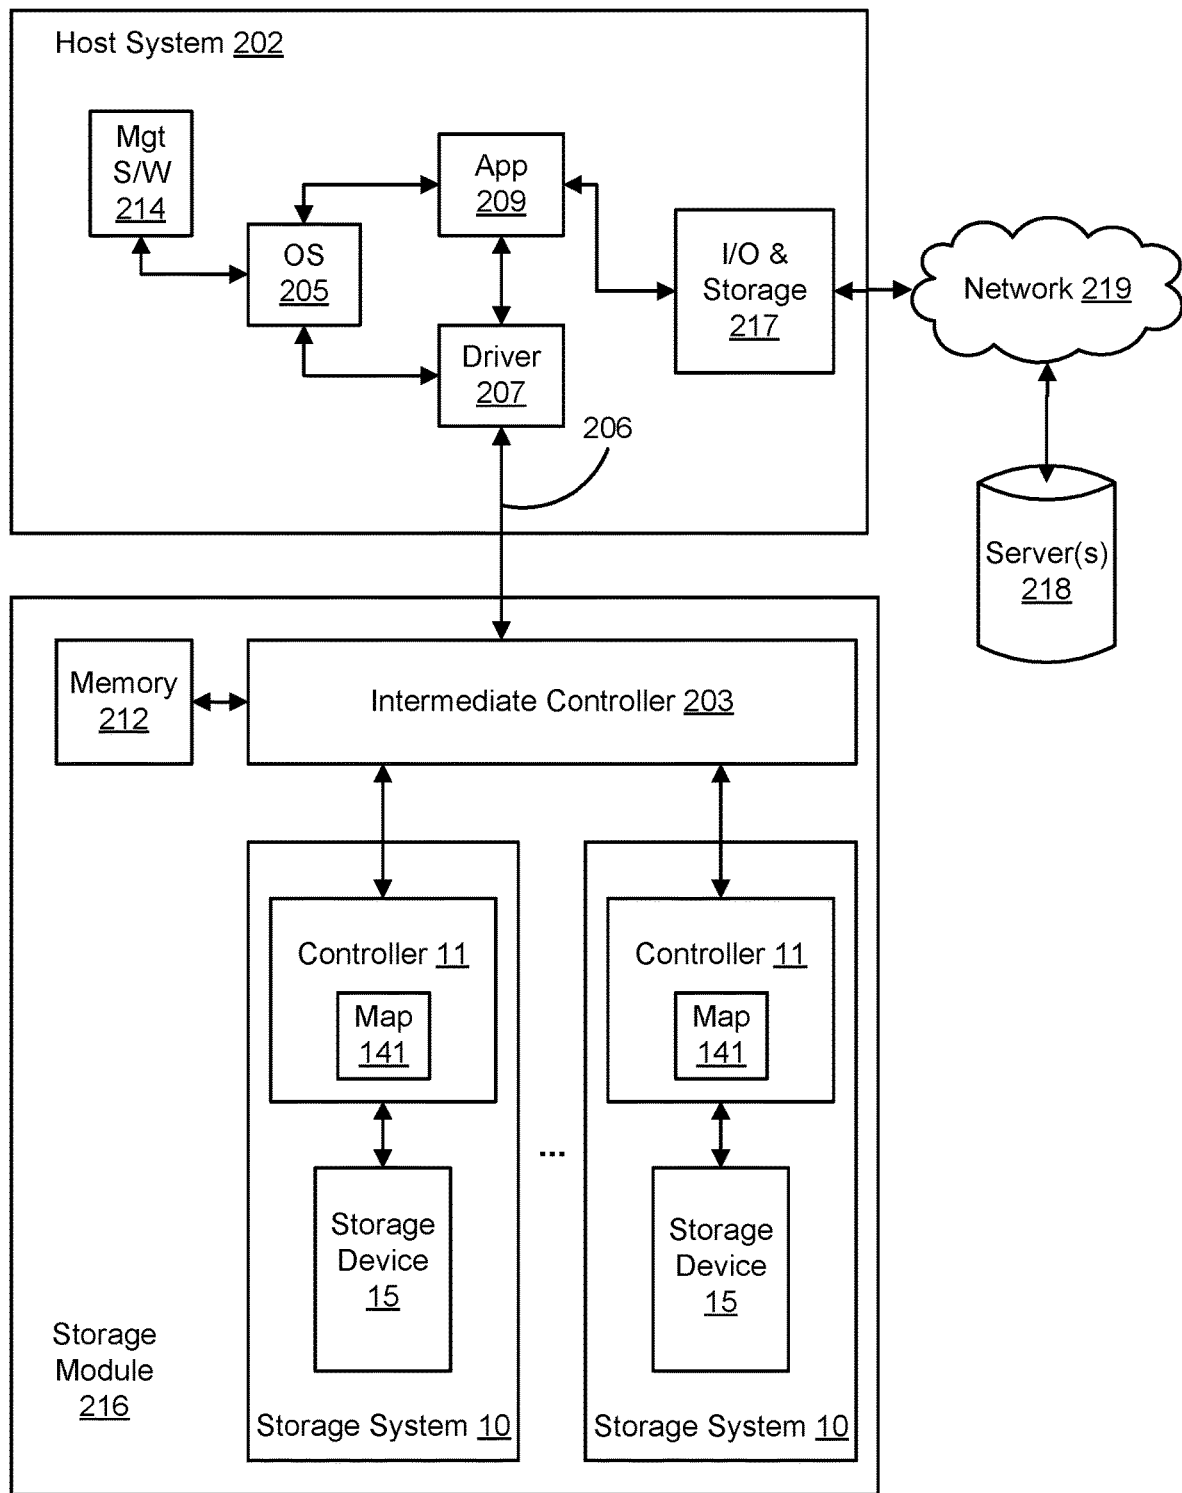 Host System 202
Mgt
S/W
214
App
209
OS
205
I/O &
Storage
217
Network 219
Driver
207
206
Server(s)
218
Memory
212
Intermediate Controller 203
Controller 11
Map
141
Storage
Device
15
Storage System 10
...
Controller 11
Map
141
Storage
Device
15
Storage System 10
Storage
Module
216